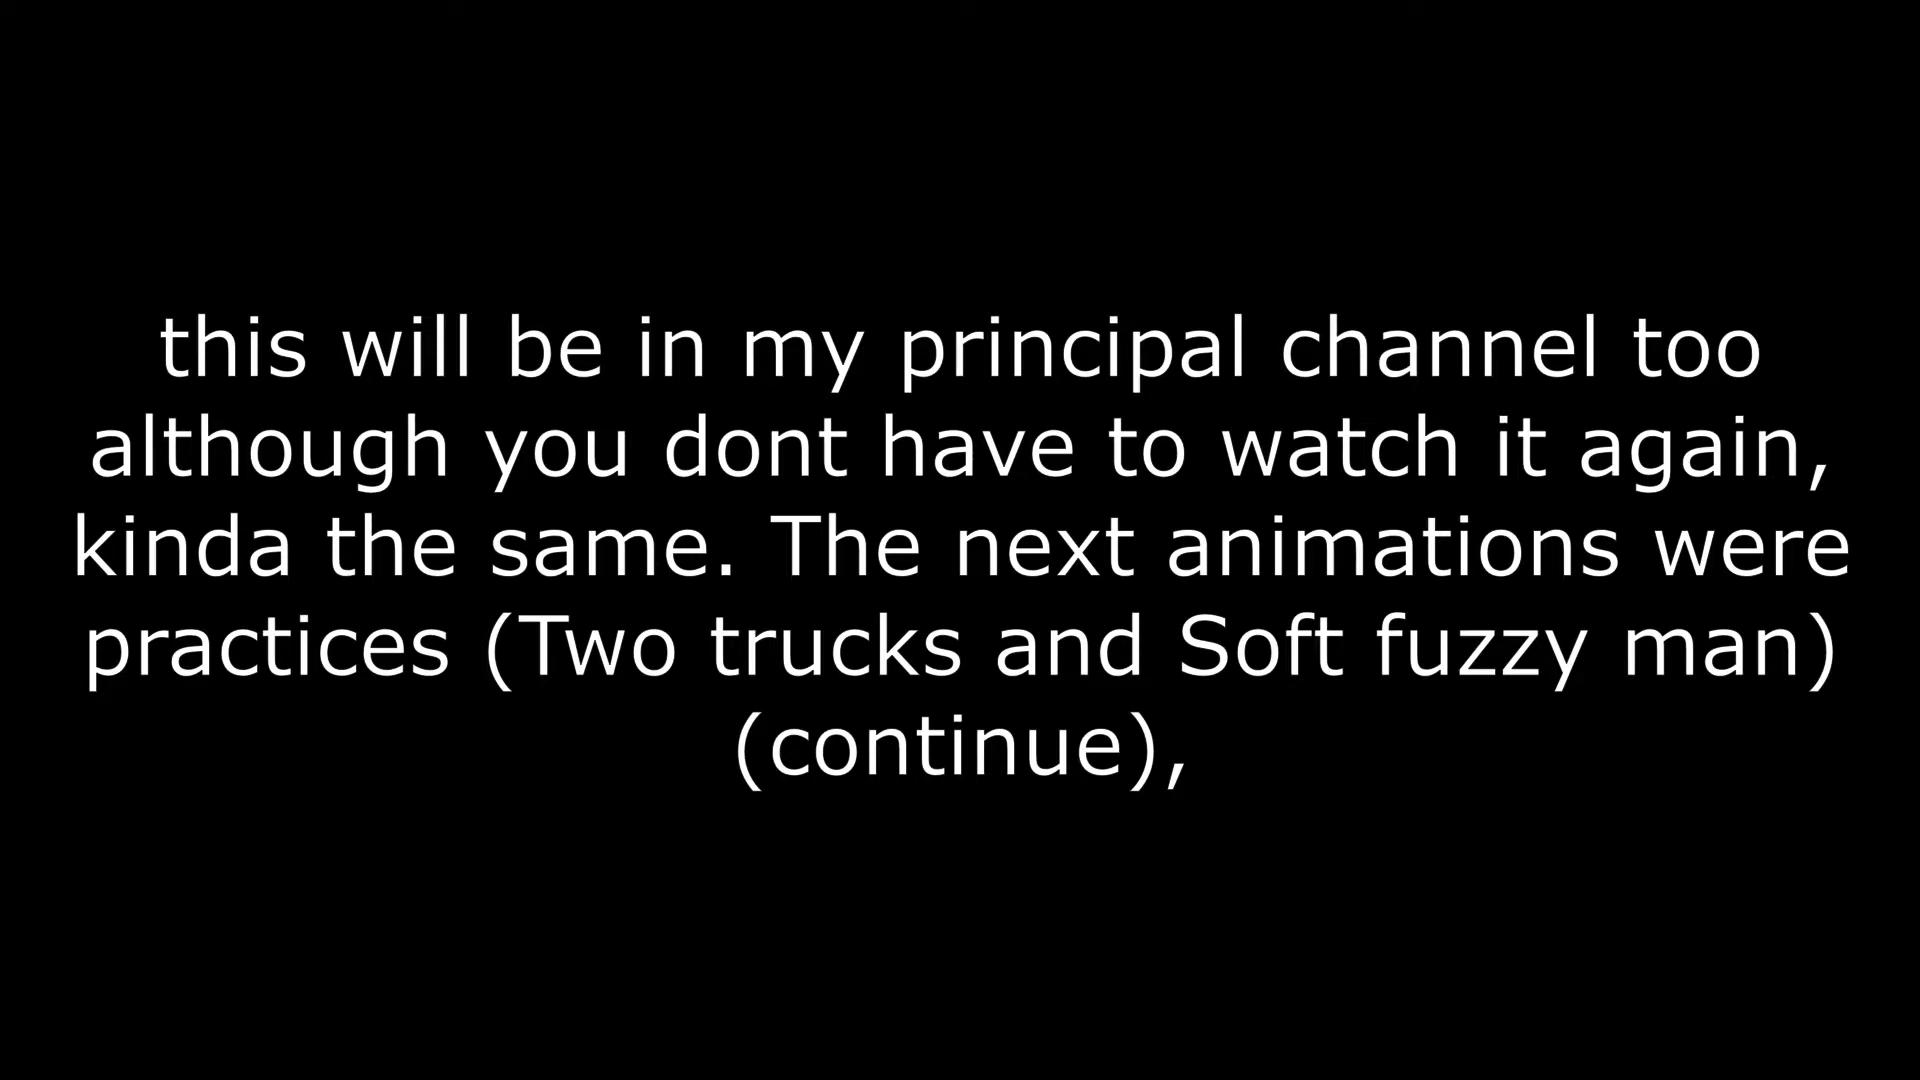 this will be in my principal channel too
although you dont have to watch it again,
kinda the same. The next animations were
practices (Two trucks and Soft fuzzy man)
(continue),